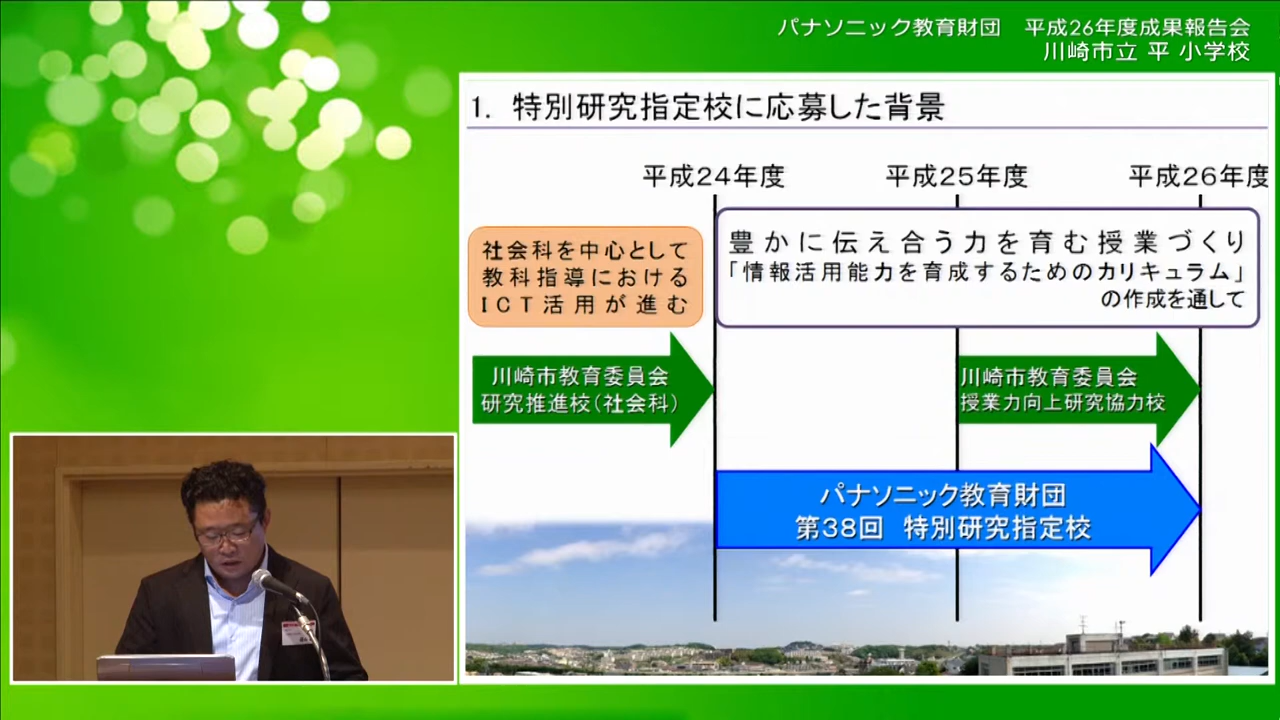 パナソニック教育財団　平成26年度成果報告会
川崎市立 平 小学校
1. 特別研究指定校に応募した背景
平成24年度
平成25年度
平成26年度
社会科を中心として
教科指導における
ICT活用が進む
豊かに伝え合う力を育む授業づくり
「情報活用能力を育成するためのカリキュラム」
の作成を通して
川崎市教育委員会
研究推進校（社会科）
川崎市教育委員会
授業力向上研究協力校
パナソニック教育財団
第38回　特別研究指定校